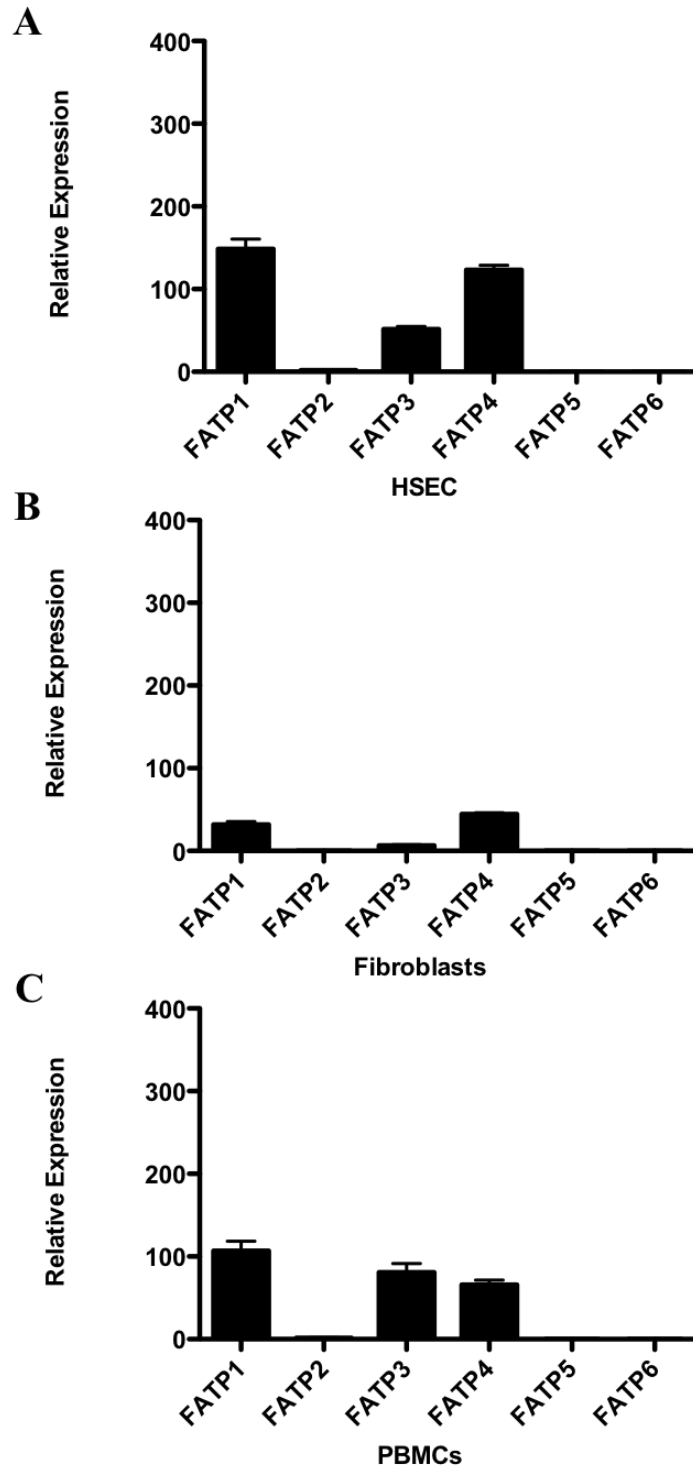 A
Relative Expression
400
300
200
100
0
FATP1
FATP2
FATP3
FATP4
FATP5
FATP6
HSEC
B
Relative Expression
400
300
200
100
0
FATP1
FATP2
FATP3
FATP4
FATP5
FATP6
Fibroblasts
C
Relative Expression
400
300
200
100
0
FATP1
FATP2
FATP3
FATP4
FATP5
FATP6
PBMCs